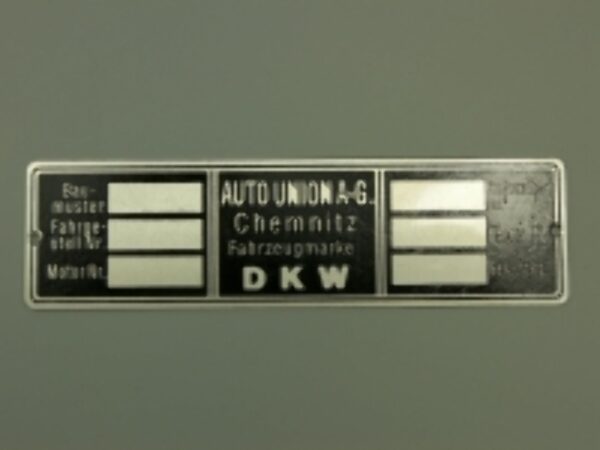 Bau-
muster
Fahrge-
stell Nr.
Motor Nr.
AUTO UNION A-G.
Chemnitz
Fahrzeugmarke
DKW